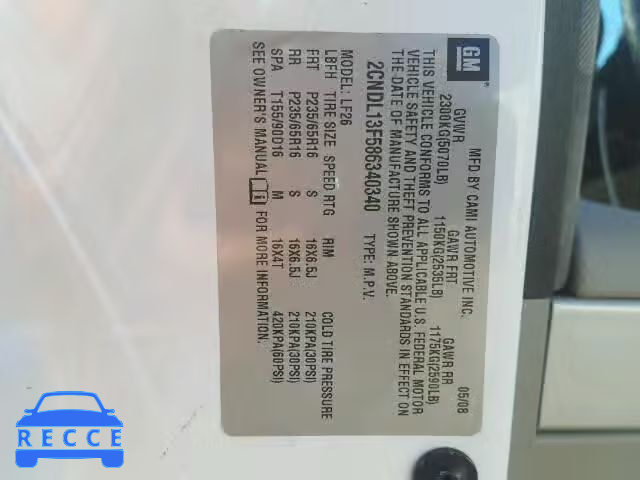 GM
MFD BY CAMI AUTOMOTIVE INC. 05/08
GVWR GAWR FRT GAWR RR
2300KG(5070LB) 1150KG(2535LB) 1175KG(2590LB)
THIS VEHICLE CONFORMS TO ALL APPLICABLE U.S. FEDERAL MOTOR
VEHICLE SAFETY AND THEFT PREVENTION STANDARDS IN EFFECT ON
THE DATE OF MANUFACTURE SHOWN ABOVE.
2CNDL13F586340340 TYPE: M.P.V.
MODEL: LF26
LBFH TIRE SIZE SPEED RTG RIM COLD TIRE PRESSURE
FRT P235/65R16 S 16X6.5J 210KPA(30PSI)
RR P235/65R16 S 16X6.5J 210KPA(30PSI)
SPA T155/90D16 M 16X4T 420KPA(60PSI)
SEE OWNER'S MANUAL FOR MORE INFORMATION.
RECCE